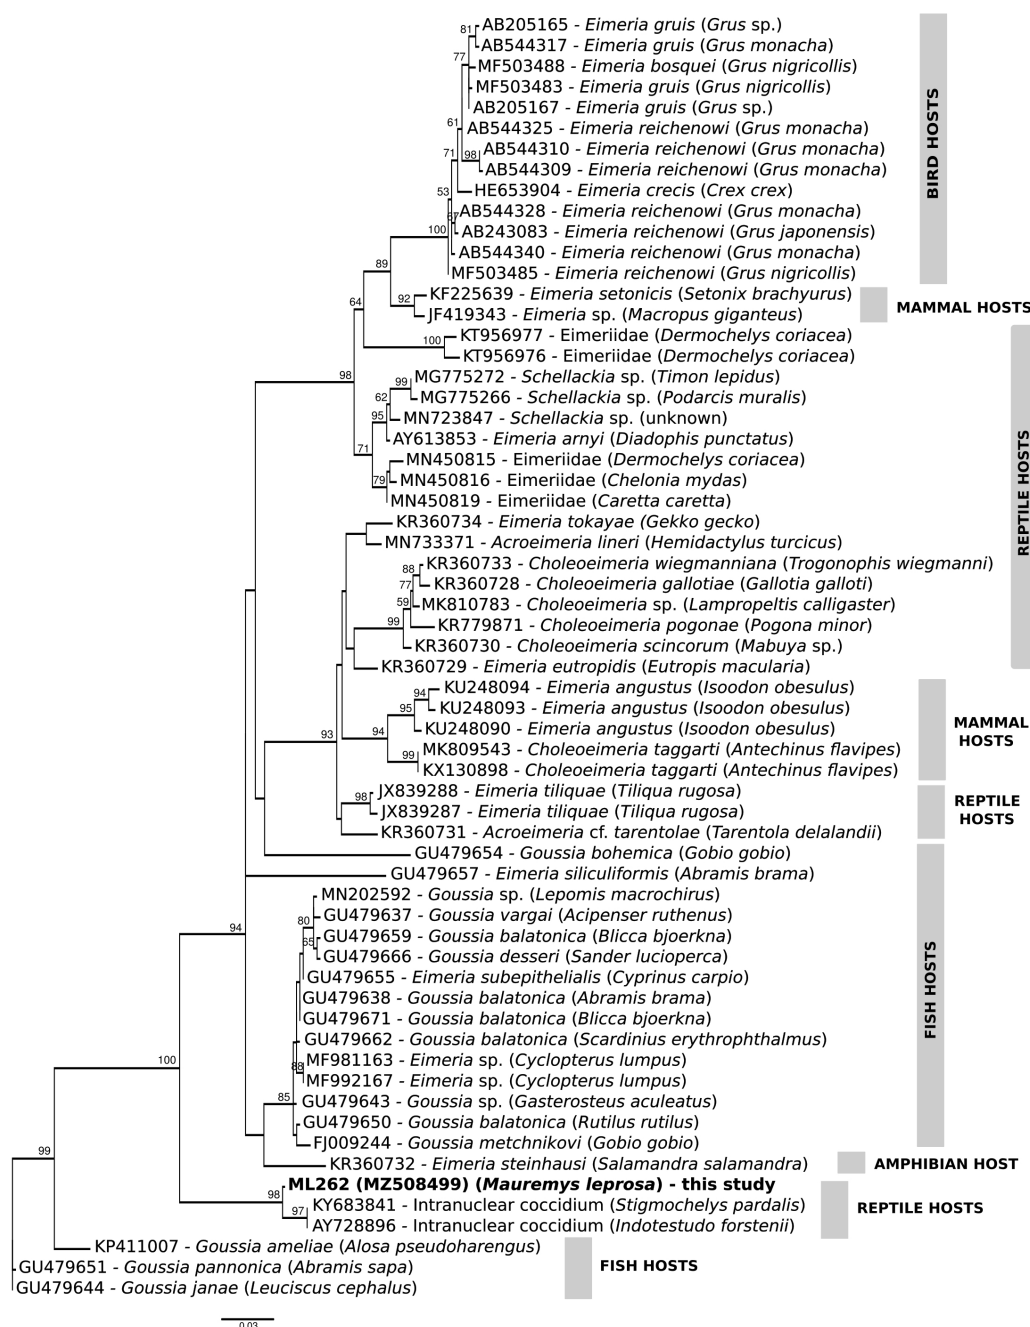 81
AB205165 - Eimeria gruis (Grus sp.)
AB544317 - Eimeria gruis (Grus monacha)
77
MF503488 - Eimeria bosquei (Grus nigricollis)
MF503483 - Eimeria gruis (Grus nigricollis)
AB205167 - Eimeria gruis (Grus sp.)
61
AB544325 - Eimeria reichenowi (Grus monacha)
71
98
AB544310 - Eimeria reichenowi (Grus monacha)
AB544309 - Eimeria reichenowi (Grus monacha)
53
HE653904 - Eimeria crecis (Crex crex)
AB544328 - Eimeria reichenowi (Grus monacha)
100
AB243083 - Eimeria reichenowi (Grus japonensis)
AB544340 - Eimeria reichenowi (Grus monacha)
MF503485 - Eimeria reichenowi (Grus nigricollis)
BIRD HOSTS
89
92
KF225639 - Eimeria setonicis (Setonix brachyurus)
JF419343 - Eimeria sp. (Macropus giganteus)
MAMMAL HOSTS
64
100
KT956977 - Eimeriidae (Dermochelys coriacea)
KT956976 - Eimeriidae (Dermochelys coriacea)
98
99
MG775272 - Schellackia sp. (Timon lepidus)
MG775266 - Schellackia sp. (Podarcis muralis)
62
95
MN723847 - Schellackia sp. (unknown)
AY613853 - Eimeria arnyi (Diadophis punctatus)
71
MN450815 - Eimeriidae (Dermochelys coriacea)
79
MN450816 - Eimeriidae (Chelonia mydas)
MN450819 - Eimeriidae (Caretta caretta)
KR360734 - Eimeria tokayae (Gekko gecko)
MN733371 - Acroeimeria lineri (Hemidactylus turcicus)
88
KR360733 - Choleoeimeria wiegmanniana (Trogonophis wiegmanni)
77
KR360728 - Choleoeimeria gallotiae (Gallotia galloti)
59
MK810783 - Choleoeimeria sp. (Lampropeltis calligaster)
99
KR779871 - Choleoeimeria pogonae (Pogona minor)
KR360730 - Choleoeimeria scincorum (Mabuya sp.)
KR360729 - Eimeria eutropidis (Eutropis macularia)
REPTILE HOSTS
94
KU248094 - Eimeria angustus (Isoodon obesulus)
95
KU248093 - Eimeria angustus (Isoodon obesulus)
KU248090 - Eimeria angustus (Isoodon obesulus)
93
94
99
MK809543 - Choleoeimeria taggarti (Antechinus flavipes)
KX130898 - Choleoeimeria taggarti (Antechinus flavipes)
MAMMAL
HOSTS
98
JX839288 - Eimeria tiliquae (Tiliqua rugosa)
JX839287 - Eimeria tiliquae (Tiliqua rugosa)
KR360731 - Acroeimeria cf. tarentolae (Tarentola delalandii)
REPTILE
HOSTS
GU479654 - Goussia bohemica (Gobio gobio)
GU479657 - Eimeria siliculiformis (Abramis brama)
MN202592 - Goussia sp. (Lepomis macrochirus)
80
GU479637 - Goussia vargai (Acipenser ruthenus)
65
GU479659 - Goussia balatonica (Blicca bjoerkna)
GU479666 - Goussia desseri (Sander lucioperca)
94
GU479655 - Eimeria subepithelialis (Cyprinus carpio)
GU479638 - Goussia balatonica (Abramis brama)
GU479671 - Goussia balatonica (Blicca bjoerkna)
GU479662 - Goussia balatonica (Scardinius erythrophthalmus)
88
MF981163 - Eimeria sp. (Cyclopterus lumpus)
MF992167 - Eimeria sp. (Cyclopterus lumpus)
85
GU479643 - Goussia sp. (Gasterosteus aculeatus)
GU479650 - Goussia balatonica (Rutilus rutilus)
FJ009244 - Goussia metchnikovi (Gobio gobio)
FISH HOSTS
100
KR360732 - Eimeria steinhausi (Salamandra salamandra)
AMPHIBIAN HOST
98
ML262 (MZ508499) (Mauremys leprosa) - this study
97
KY683841 - Intranuclear coccidium (Stigmochelys pardalis)
AY728896 - Intranuclear coccidium (Indotestudo forstenii)
REPTILE HOSTS
99
KP411007 - Goussia ameliae (Alosa pseudoharengus)
GU479651 - Goussia pannonica (Abramis sapa)
GU479644 - Goussia janae (Leuciscus cephalus)
FISH HOSTS
0.03